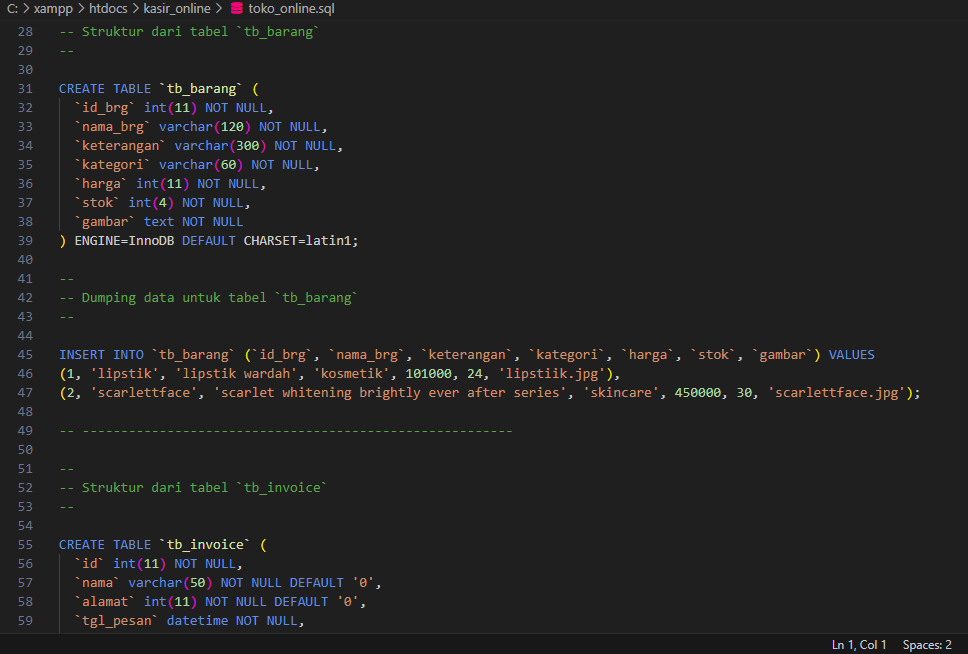 C: > xampp > htdocs > kasir_online > toko_online.sql
28 -- Struktur dari tabel `tb_barang`
29 --
30
31 CREATE TABLE `tb_barang` (
32 `id_brg` int(11) NOT NULL,
33 `nama_brg` varchar(120) NOT NULL,
34 `keterangan` varchar(300) NOT NULL,
35 `kategori` varchar(60) NOT NULL,
36 `harga` int(11) NOT NULL,
37 `stok` int(4) NOT NULL,
38 `gambar` text NOT NULL
39 ) ENGINE=InnoDB DEFAULT CHARSET=latin1;
40
41 --
42 -- Dumping data untuk tabel `tb_barang`
43 --
44
45 INSERT INTO `tb_barang` (`id_brg`, `nama_brg`, `keterangan`, `kategori`, `harga`, `stok`, `gambar`) VALUES
46 (1, 'lipstik', 'lipstik wardah', 'kosmetik', 101000, 24, 'lipstiik.jpg'),
47 (2, 'scarlettface', 'scarlet whitening brightly ever after series', 'skincare', 450000, 30, 'scarlettface.jpg');
48
49 -- --------------------------------------------------------
50
51 --
52 -- Struktur dari tabel `tb_invoice`
53 --
54
55 CREATE TABLE `tb_invoice` (
56 `id` int(11) NOT NULL,
57 `nama` varchar(50) NOT NULL DEFAULT '0',
58 `alamat` int(11) NOT NULL DEFAULT '0',
59 `tgl_pesan` datetime NOT NULL,
Ln 1, Col 1 Spaces: 2